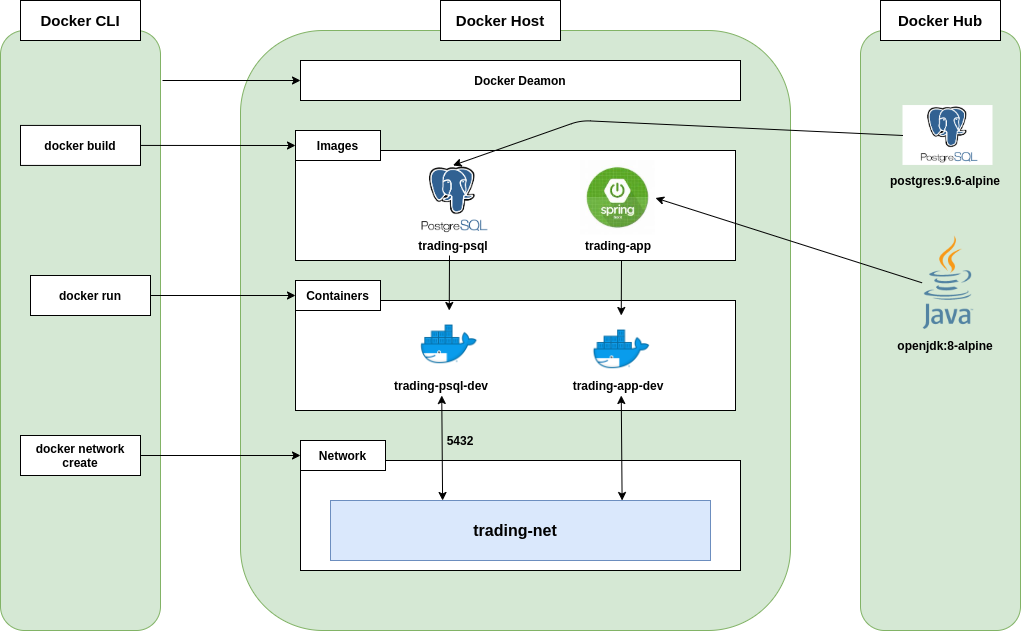 Docker CLI
Docker Host
Docker Hub
Docker Deamon
docker build
Images
PostgreSQL
trading-psql
spring
trading-app
PostgreSQL
postgres:9.6-alpine
Java
openjdk:8-alpine
docker run
Containers
trading-psql-dev
trading-app-dev
5432
docker network
create
Network
trading-net